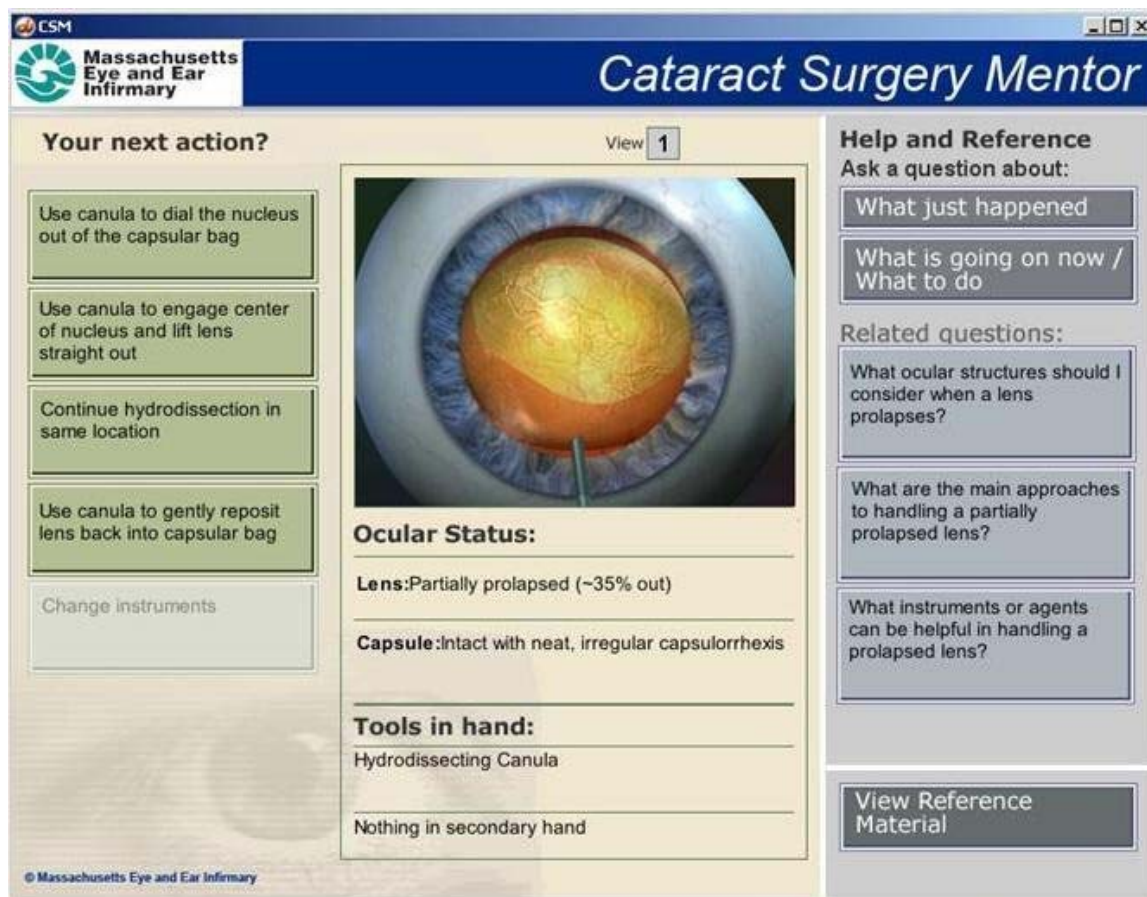 CSM
Massachusetts
Eye and Ear
Infirmary
Cataract Surgery Mentor
Your next action?
Use canula to dial the nucleus
out of the capsular bag
Use canula to engage center
of nucleus and lift lens
straight out
Continue hydrodissection in
same location
Use canula to gently reposit
lens back into capsular bag
Change instruments
© Massachusetts Eye and Ear Infirmary
View 1
Ocular Status:
Lens:Partially prolapsed (~35% out)
Capsule:Intact with neat, irregular capsulorrhexis
Tools in hand:
Hydrodissecting Canula
Nothing in secondary hand
Help and Reference
Ask a question about:
What just happened
What is going on now /
What to do
Related questions:
What ocular structures should I
consider when a lens
prolapses?
What are the main approaches
to handling a partially
prolapsed lens?
What instruments or agents
can be helpful in handling a
prolapsed lens?
View Reference
Material